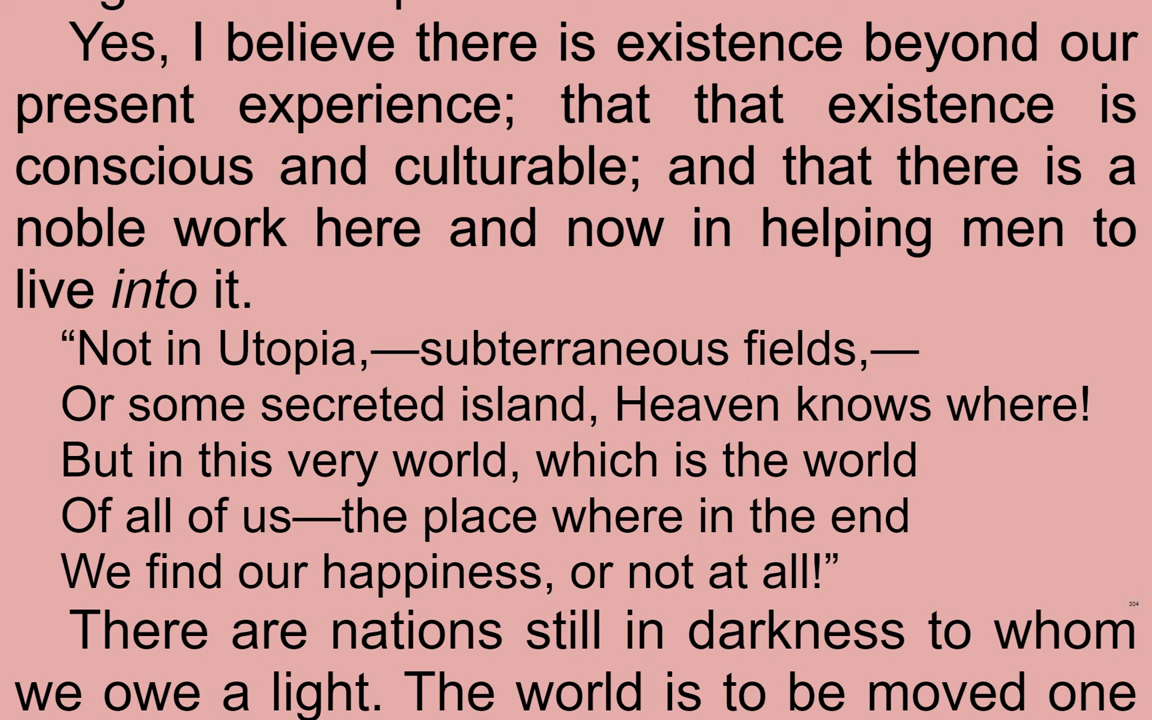 Yes, I believe there is existence beyond our
present experience; that that existence is
conscious and culturable; and that there is a
noble work here and now in helping men to
live into it.
“Not in Utopia,—subterraneous fields,—
Or some secreted island, Heaven knows where!
But in this very world, which is the world
Of all of us—the place where in the end
We find our happiness, or not at all!”
304
There are nations still in darkness to whom
we owe a light. The world is to be moved one